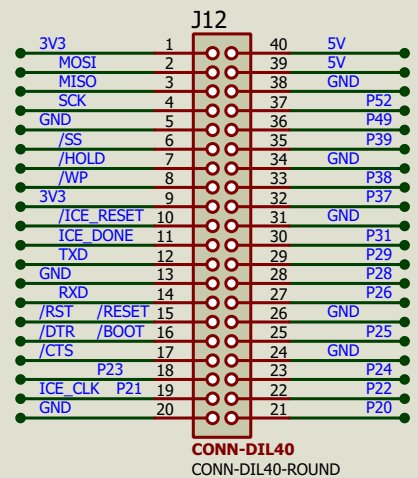 J12
3V3 1 40 5V
MOSI 2 39 5V
MISO 3 38 GND
SCK 4 37 P52
GND 5 36 P49
/SS 6 35 P39
/HOLD 7 34 GND
/WP 8 33 P38
3V3 9 32 P37
/ICE_RESET 10 31 GND
ICE_DONE 11 30 P31
TXD 12 29 P29
GND 13 28 P28
RXD 14 27 P26
/RST /RESET 15 26 GND
/DTR /BOOT 16 25 P25
/CTS 17 24 GND
P23 18 23 P24
ICE_CLK P21 19 22 P22
GND 20 21 P20
CONN-DIL40
CONN-DIL40-ROUND